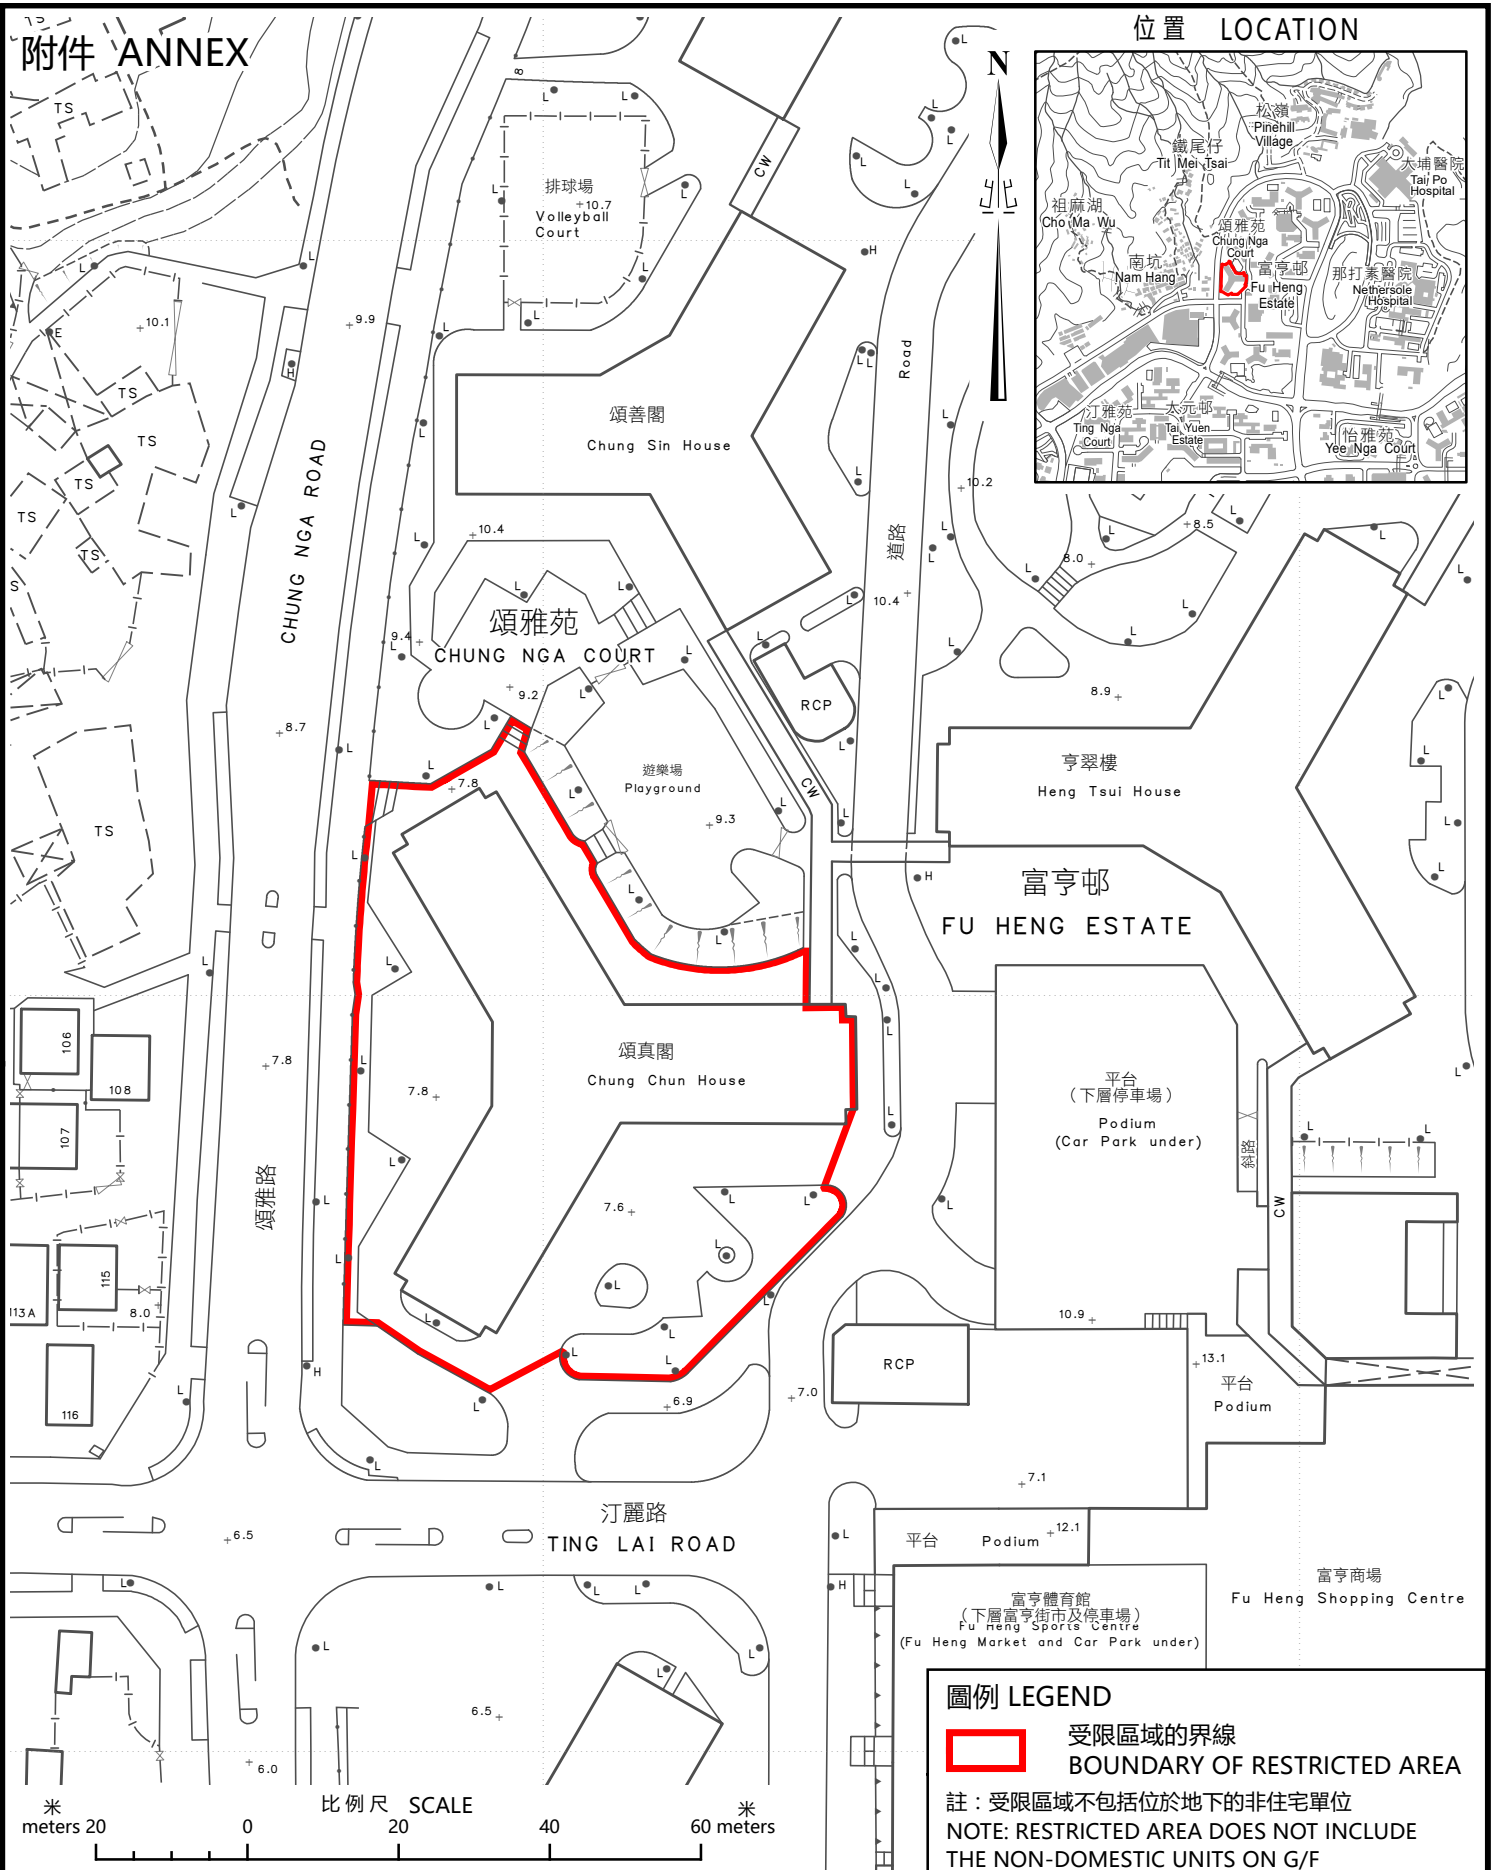 附件 ANNEX
位置 LOCATION
N
松嶺
Pinehill
Village
鐵尾仔
Tit Mei Tsai
大埔醫院
Tai Po
Hospital
祖麻湖
Cho Ma Wu
頌雅苑
Chung Nga
Court
南坑
Nam Hang
富亨邨
Fu Heng
Estate
那打素醫院
Nethersole
Hospital
汀雅苑
Ting Nga
Court
太元邨
Tai Yuen
Estate
怡雅苑
Yee Nga Court
TS
TS
8
排球場
10.7
Volleyball
Court
CW
10.1
9.9
E
H
H
Road
道路
頌善閣
Chung Sin House
TS
TS
TS
TS
TS
S
CHUNG NGA ROAD
10.4
10.2
8.5
8.0
10.4
頌雅苑
CHUNG NGA COURT
9.4
9.2
8.7
RCP
8.9
遊樂場
Playground
9.3
7.8
CW
亨翠樓
Heng Tsui House
TS
H
富亨邨
FU HENG ESTATE
106
108
107
7.8
頌真閣
Chung Chun House
7.8
平台
(下層停車場)
Podium
(Car Park under)
斜路
CW
頌雅路
7.6
115
113A
8.0
116
H
10.9
RCP
13.1
平台
Podium
7.0
6.9
7.1
汀麗路
TING LAI ROAD
6.5
平台 Podium 12.1
H
富亨體育館
(下層富亨街市及停車場)
Fu Heng Sports Centre
(Fu Heng Market and Car Park under)
富亨商場
Fu Heng Shopping Centre
6.5
6.0
圖例 LEGEND
受限區域的界線
BOUNDARY OF RESTRICTED AREA
註：受限區域不包括位於地下的非住宅單位
NOTE: RESTRICTED AREA DOES NOT INCLUDE
THE NON-DOMESTIC UNITS ON G/F
比例尺 SCALE
米
meters 20 0 20 40 60 meters
米